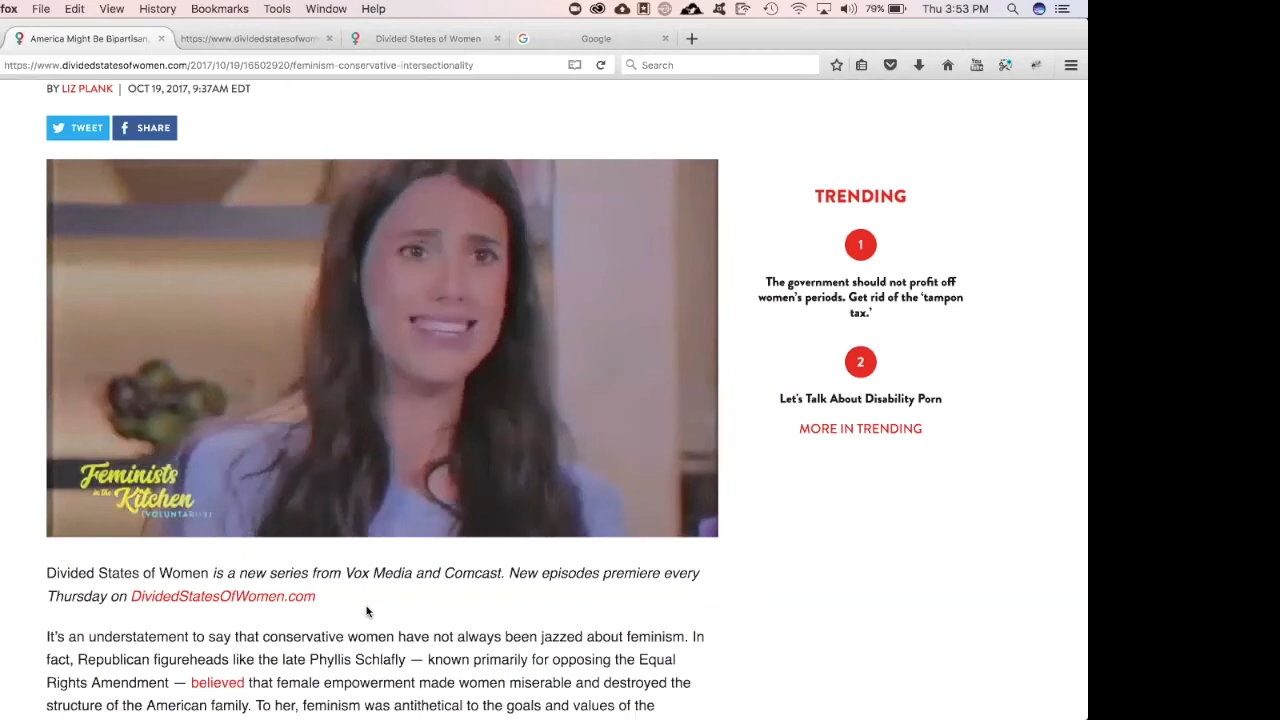 fox File Edit View History Bookmarks Tools Window Help 79% Thu 3:53 PM
America Might Be Bipartisan, https://www.dividedstatesofwom Divided States of Women Google
https://www.dividedstatesofwomen.com/2017/10/19/16502920/feminism-conservative-intersectionality Search
BY LIZ PLANK | OCT 19, 2017, 9:37AM EDT
TWEET SHARE
Feminists
in the
Kitchen
Divided States of Women is a new series from Vox Media and Comcast. New episodes premiere every
Thursday on DividedStatesOfWomen.com
It's an understatement to say that conservative women have not always been jazzed about feminism. In
fact, Republican figureheads like the late Phyllis Schlafly — known primarily for opposing the Equal
Rights Amendment — believed that female empowerment made women miserable and destroyed the
structure of the American family. To her, feminism was antithetical to the goals and values of the
TRENDING
1
The government should not profit off
women's periods. Get rid of the 'tampon
tax.'
2
Let's Talk About Disability Porn
MORE IN TRENDING